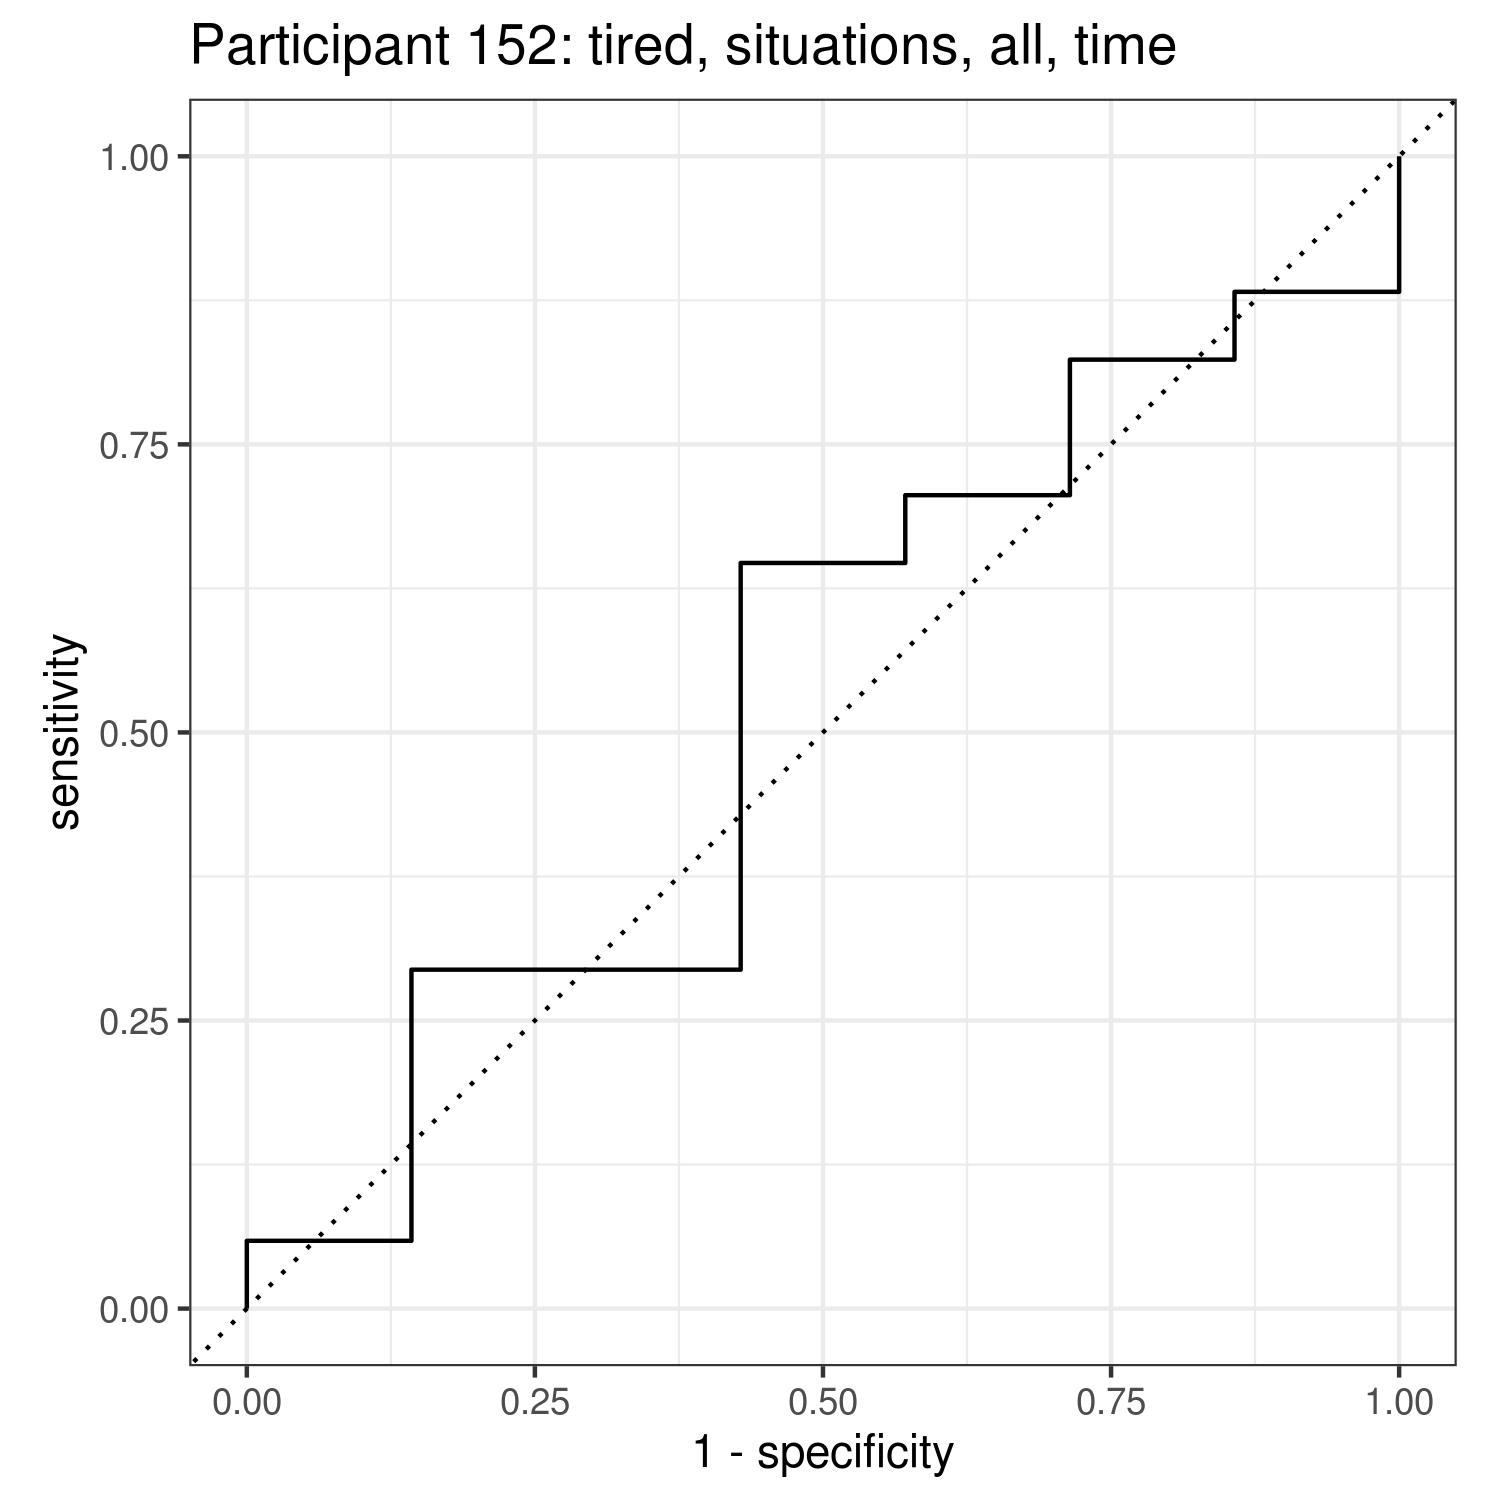 Participant 152: tired, situations, all, time
1.00
0.75
0.50
0.25
0.00
sensitivity
0.00 0.25 0.50 0.75 1.00
1 - specificity